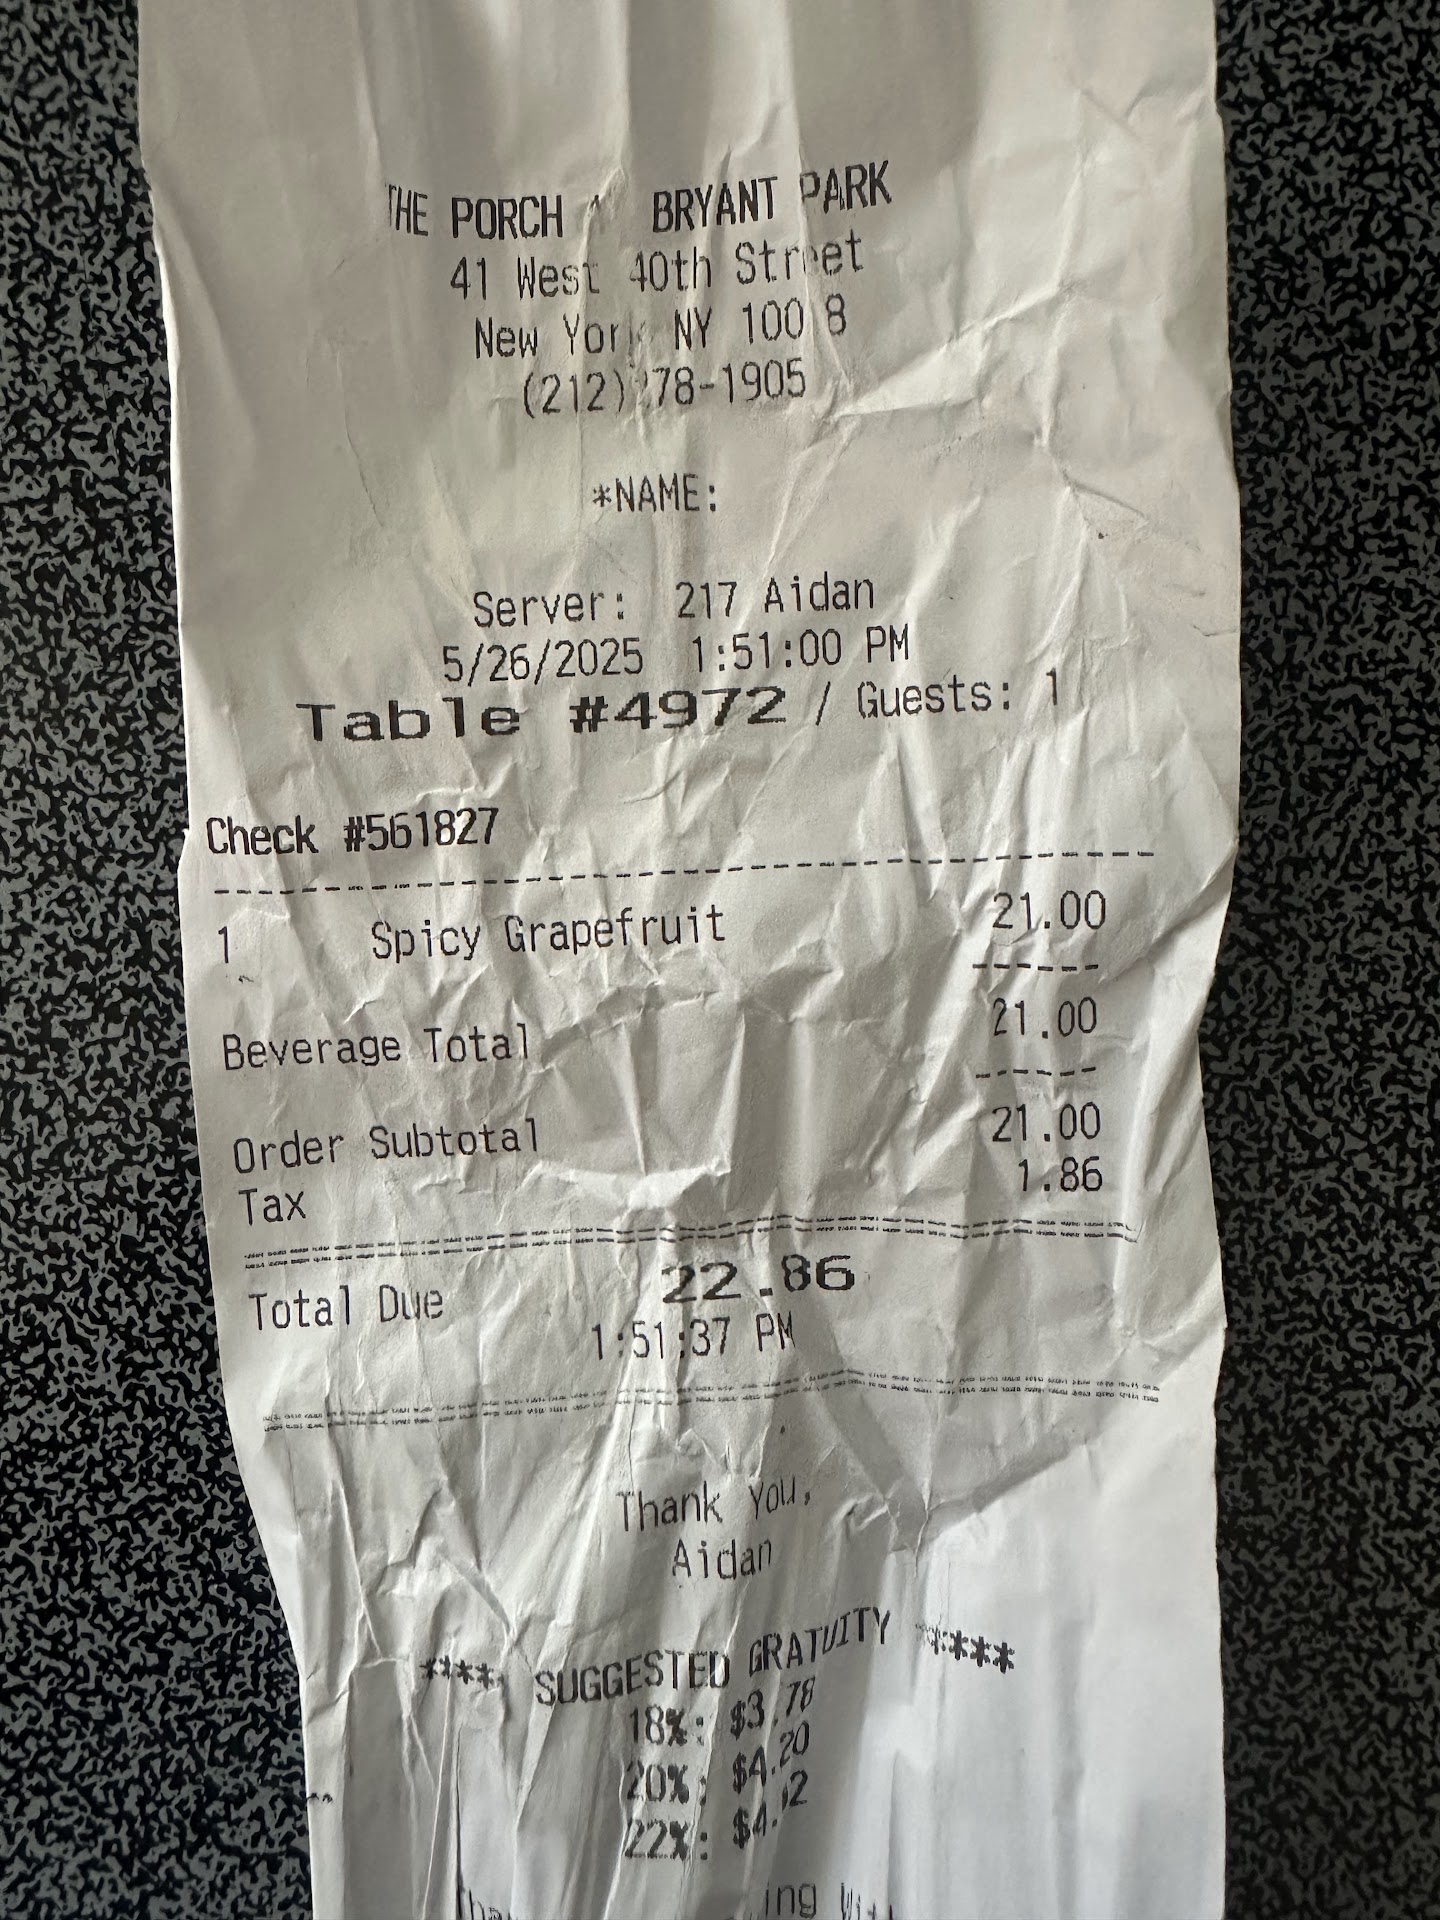 THE PORCH BRYANT PARK
41 West 40th Street
New York NY
(212) 78-1905
*NAME:
Server: 217 Aidan
5/26/2025 1:51:00 PM
Table #4972 / Guests: 1
Check #561827
1 Spicy Grapefruit 21.00
Beverage Total 21.00
Order Subtotal 21.00
Tax 1.86
Total Due 22.86
1:51:37 PM
Thank you,
Aidan
**** SUGGESTED GRATUITY ****
18%: $3.78
20%: $4.20
22%: